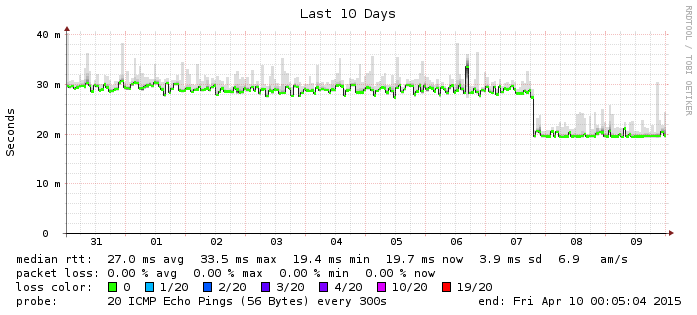 Last 10 Days
RRDTOOL / TOBI OETIKER
Seconds
40 m
30 m
20 m
10 m
0
31 01 02 03 04 05 06 07 08 09
median rtt: 27.0 ms avg 33.5 ms max 19.4 ms min 19.7 ms now 3.9 ms sd 6.9 am/s
packet loss: 0.00 % avg 0.00 % max 0.00 % min 0.00 % now
loss color: 0 1/20 2/20 3/20 4/20 10/20 19/20
probe: 20 ICMP Echo Pings (56 Bytes) every 300s end: Fri Apr 10 00:05:04 2015